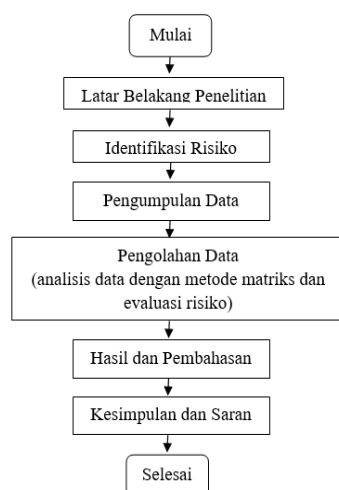 Mulai
Latar Belakang Penelitian
Identifikasi Risiko
Pengumpulan Data
Pengolahan Data
(analisis data dengan metode matriks dan
evaluasi risiko)
Hasil dan Pembahasan
Kesimpulan dan Saran
Selesai